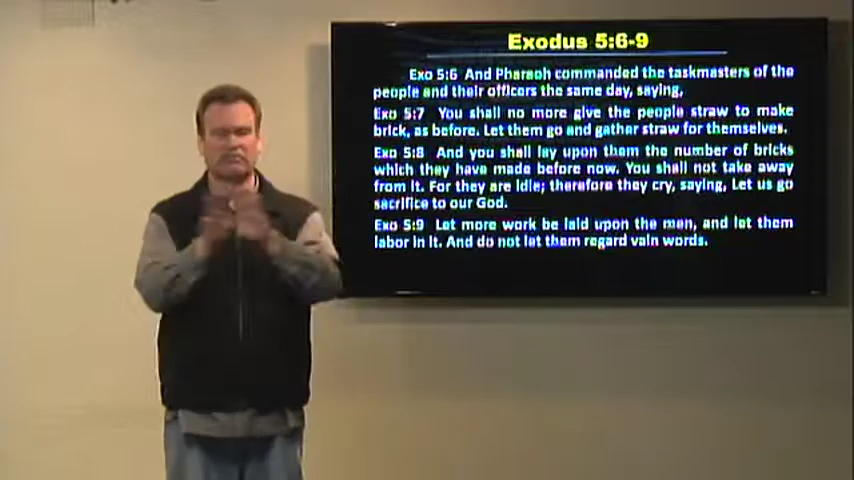 Exodus 5:6-9
Exo 5:6 And Pharaoh commanded the taskmasters of the
people and their officers the same day, saying,
Exo 5:7 You shall no more give the people straw to make
brick, as before. Let them go and gather straw for themselves.
Exo 5:8 And you shall lay upon them the number of bricks
which they have made before now. You shall not take away
from it. For they are idle; therefore they cry, saying, Let us go
sacrifice to our God.
Exo 5:9 Let more work be laid upon the men, and let them
labor in it. And do not let them regard vain words.